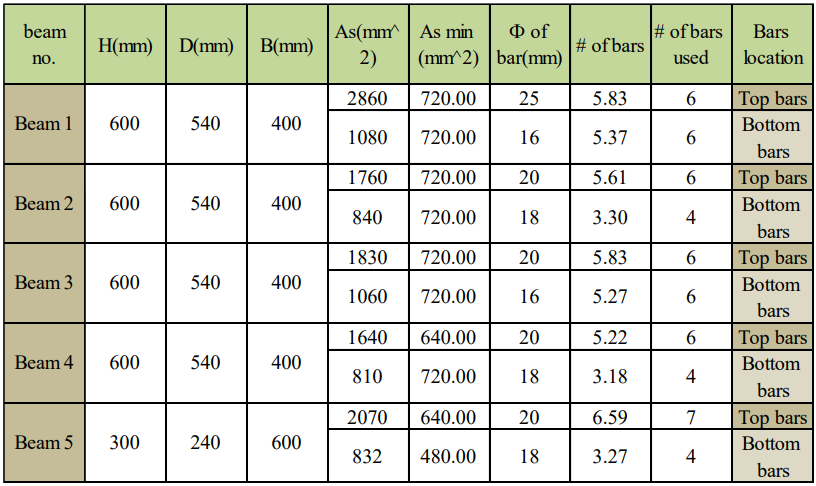 beam no. H(mm) D(mm) B(mm) As(mm^2) As min (mm^2) Φ of bar(mm) # of bars # of bars used Bars location
Beam 1 600 540 400 2860 720.00 25 5.83 6 Top bars
1080 720.00 16 5.37 6 Bottom bars
Beam 2 600 540 400 1760 720.00 20 5.61 6 Top bars
840 720.00 18 3.30 4 Bottom bars
Beam 3 600 540 400 1830 720.00 20 5.83 6 Top bars
1060 720.00 16 5.27 6 Bottom bars
Beam 4 600 540 400 1640 640.00 20 5.22 6 Top bars
810 720.00 18 3.18 4 Bottom bars
Beam 5 300 240 600 2070 640.00 20 6.59 7 Top bars
832 480.00 18 3.27 4 Bottom bars